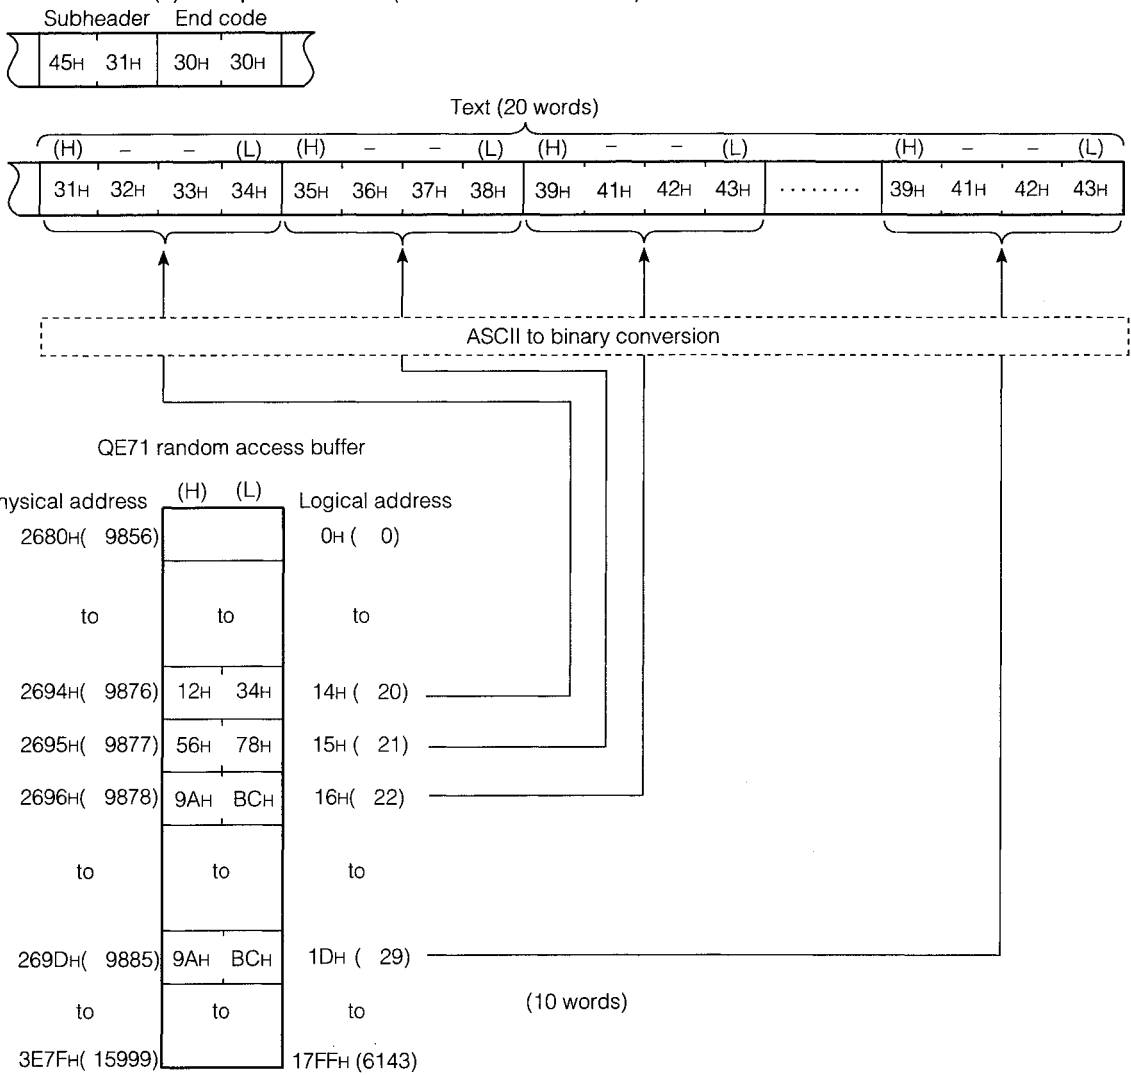 Subheader End code
45H 31H 30H 30H
Text (20 words)
(H) – – (L) (H) – – (L) (H) – – (L) (H) – – (L)
31H 32H 33H 34H 35H 36H 37H 38H 39H 41H 42H 43H ........ 39H 41H 42H 43H
ASCII to binary conversion
QE71 random access buffer
hysical address (H) (L) Logical address
2680H( 9856) 0H ( 0)
to to to
2694H( 9876) 12H 34H 14H ( 20)
2695H( 9877) 56H 78H 15H ( 21)
2696H( 9878) 9AH BCH 16H( 22)
to to to
269DH( 9885) 9AH BCH 1DH ( 29)
(10 words)
to to to
3E7FH( 15999) 17FFH (6143)